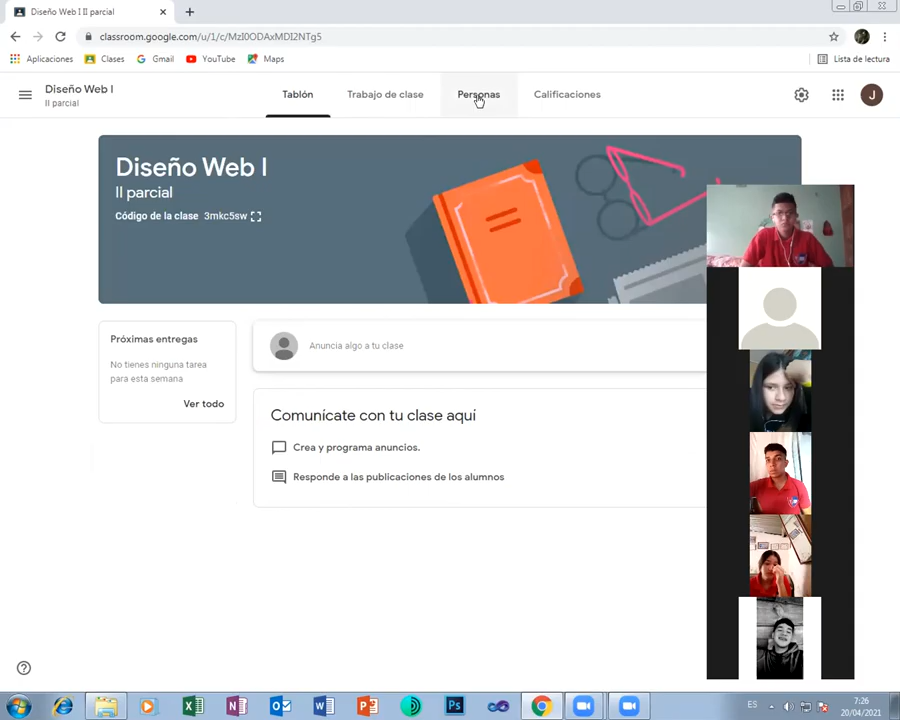 Diseño Web I II parcial
classroom.google.com/u/1/c/MzI0ODAxMDI2NTg5
Aplicaciones Clases Gmail YouTube Maps Lista de lectura
Diseño Web I
II parcial
Tablón Trabajo de clase Personas Calificaciones
J
Diseño Web I
II parcial
Código de la clase 3mkc5sw
Próximas entregas
No tienes ninguna tarea
para esta semana
Ver todo
Anuncia algo a tu clase
Comunícate con tu clase aquí
Crea y programa anuncios.
Responde a las publicaciones de los alumnos
ES
7:26
20/04/2021